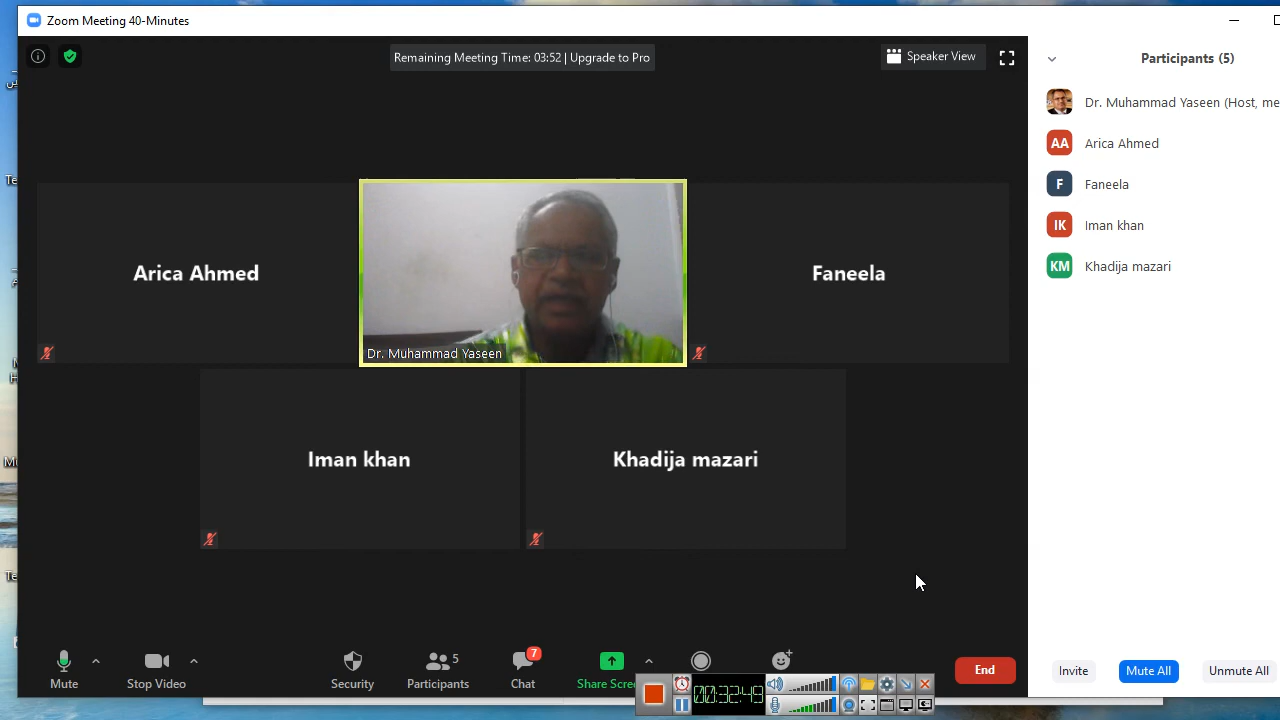 Zoom Meeting 40-Minutes
Remaining Meeting Time: 03:52 | Upgrade to Pro
Speaker View
Participants (5)
Dr. Muhammad Yaseen (Host, me
AA Arica Ahmed
F Faneela
IK Iman khan
KM Khadija mazari
Arica Ahmed
Dr. Muhammad Yaseen
Faneela
Iman khan
Khadija mazari
Mute
Stop Video
Security
Participants 5
Chat 7
Share Scre
End
00:32:49
Invite
Mute All
Unmute All